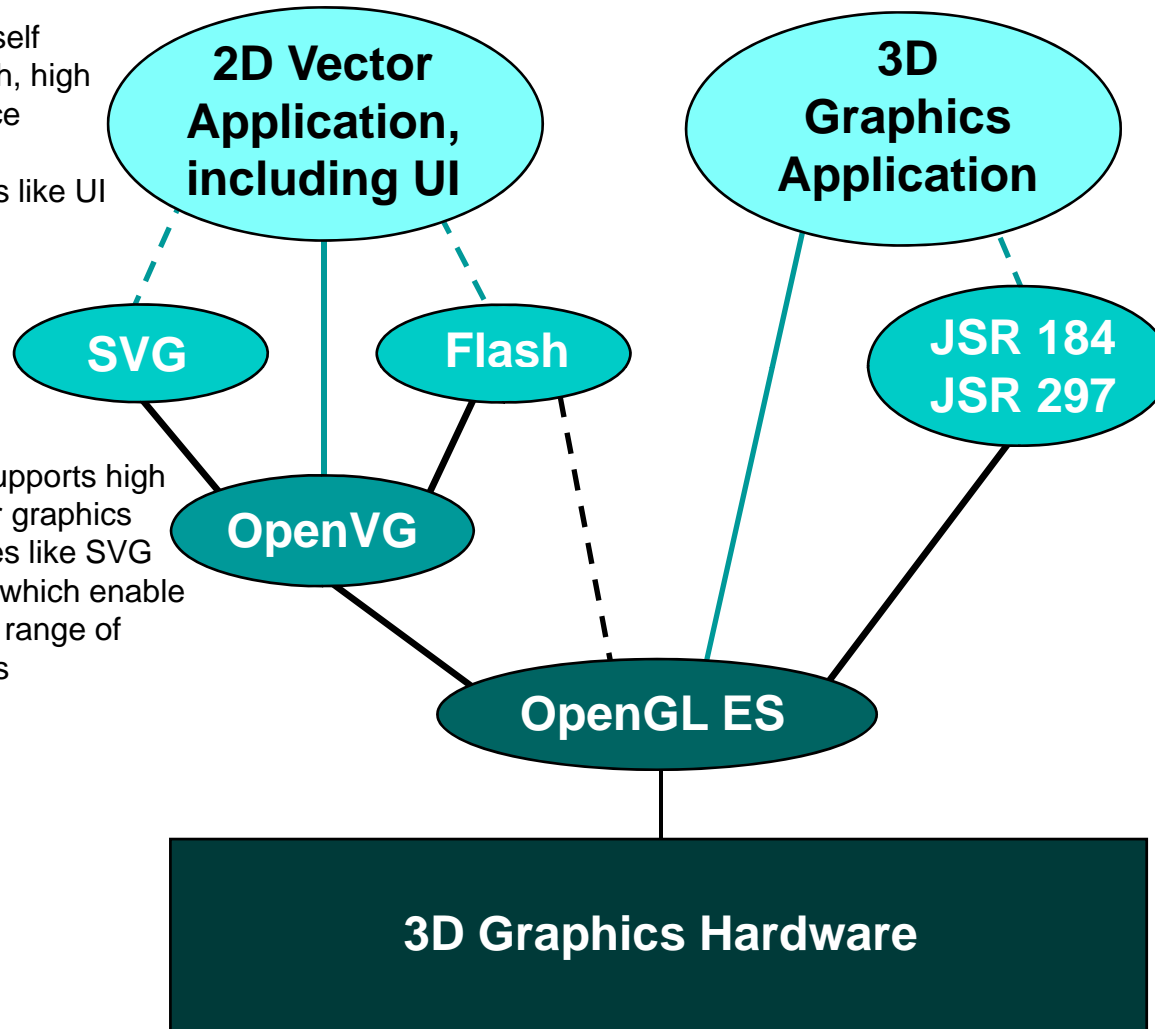 self
h, high
ce
s like UI
2D Vector
Application,
including UI
3D
Graphics
Application
SVG
Flash
JSR 184
JSR 297
upports high
r graphics
es like SVG
which enable
range of
s
OpenVG
OpenGL ES
3D Graphics Hardware